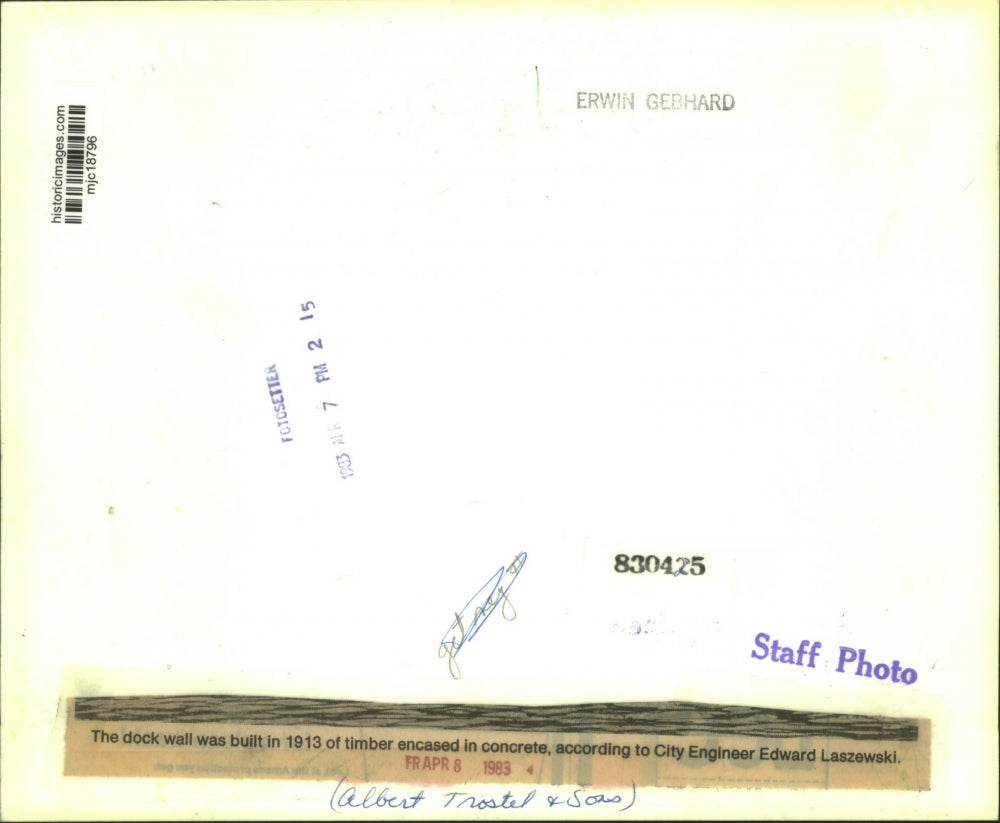 ERWIN GEBHARD
historicimages.com
mjc18796
FOTOSETTER
1983 7 PM 2 15
get neg #
830425
Staff Photo
The dock wall was built in 1913 of timber encased in concrete, according to City Engineer Edward Laszewski.
FR APR 8 1983
(Albert Trostel & Sons)